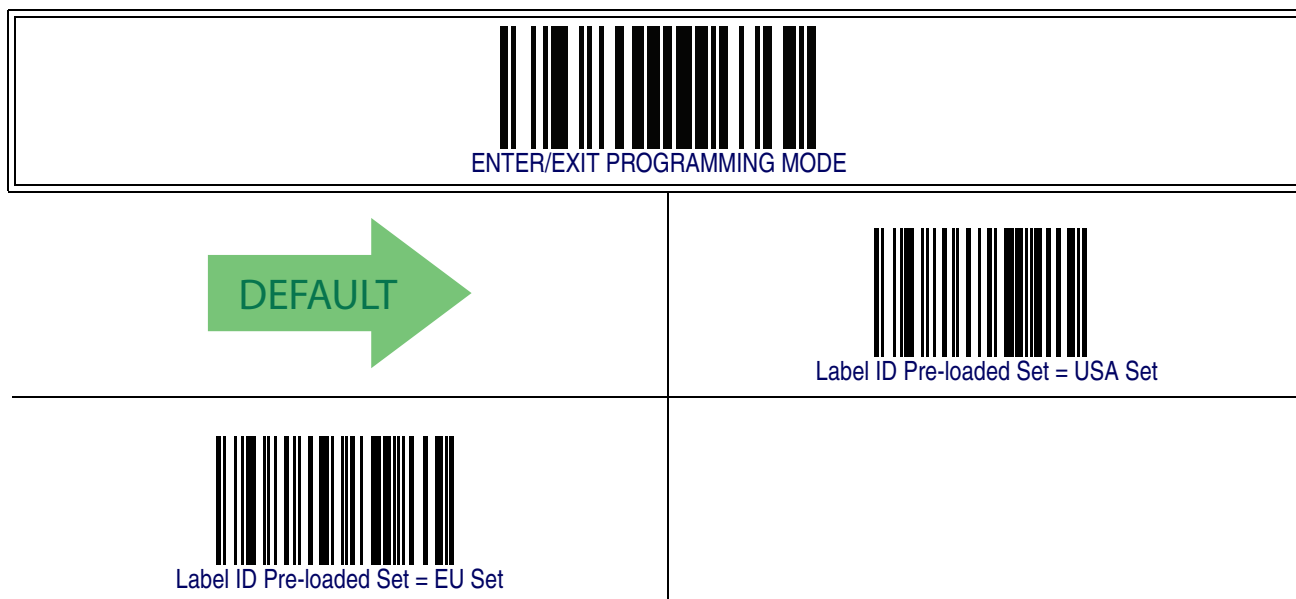 ENTER/EXIT PROGRAMMING MODE
DEFAULT
Label ID Pre-loaded Set = USA Set
Label ID Pre-loaded Set = EU Set